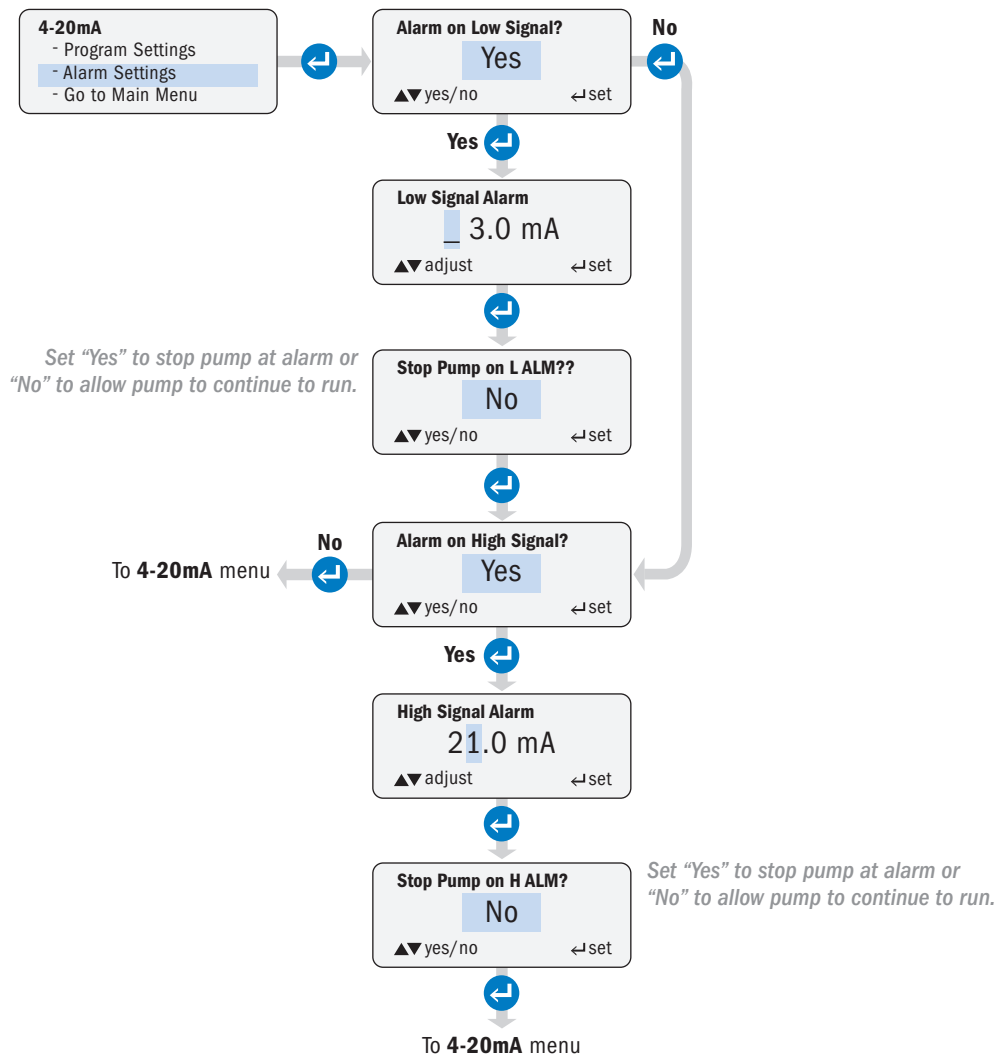 4-20mA
- Program Settings
- Alarm Settings
- Go to Main Menu
Alarm on Low Signal?
Yes
▲▼ yes/no ↵ set
No
Yes
Low Signal Alarm
_ 3.0 mA
▲▼ adjust ↵ set
Set “Yes” to stop pump at alarm or
“No” to allow pump to continue to run.
Stop Pump on L ALM??
No
▲▼ yes/no ↵ set
No
To 4-20mA menu
Alarm on High Signal?
Yes
▲▼ yes/no ↵ set
Yes
High Signal Alarm
21.0 mA
▲▼ adjust ↵ set
Stop Pump on H ALM?
No
▲▼ yes/no ↵ set
Set “Yes” to stop pump at alarm or
“No” to allow pump to continue to run.
To 4-20mA menu